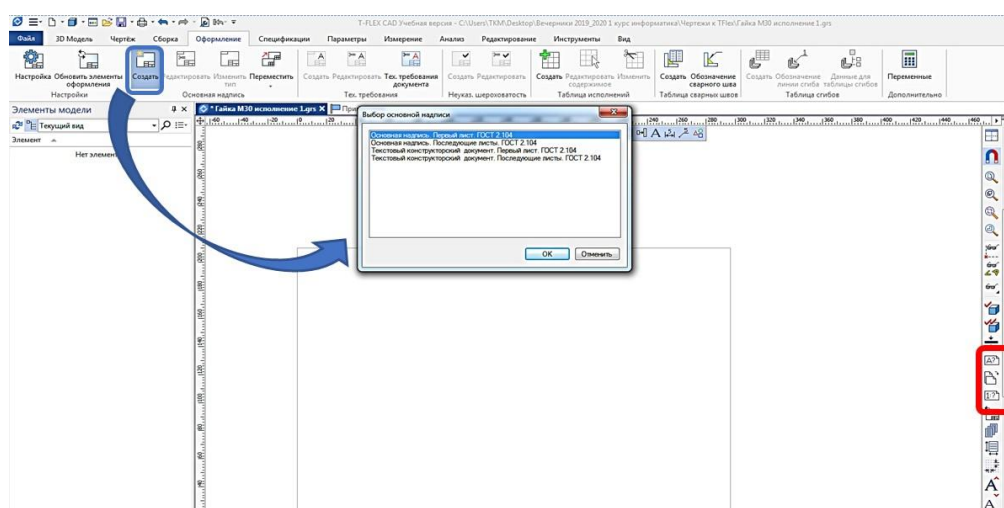 T-FLEX CAD Учебная версия - C:\Users\TKM\Desktop\Вечерники 2019_2020 1 курс информатика\Чертежи к TFlex\Гайка М30 исполнение 1.grs
Файл 3D Модель Чертёж Сборка Оформление Спецификации Параметры Измерение Анализ Редактирование Инструменты Вид
Настройка Обновить элементы оформления
Создать Редактировать Изменить тип Переместить
Создать Редактировать Тех. требования документа
Создать Редактировать
Создать Редактировать содержимое Изменить
Создать Обозначение сварного шва
Создать Обозначение линии сгиба Данные для таблицы сгибов
Переменные
Настройки Основная надпись Тех. требования Неуказ. шероховатость Таблица исполнений Таблица сварных швов Таблица сгибов Дополнительно
Элементы модели
* Гайка М30 исполнение 1.grs
Текущий вид
Элемент
Нет элемен
Выбор основной надписи
Основная надпись. Первый лист. ГОСТ 2.104
Основная надпись. Последующие листы. ГОСТ 2.104
Текстовый конструкторский документ. Первый лист. ГОСТ 2.104
Текстовый конструкторский документ. Последующие листы. ГОСТ 2.104
OK Отменить